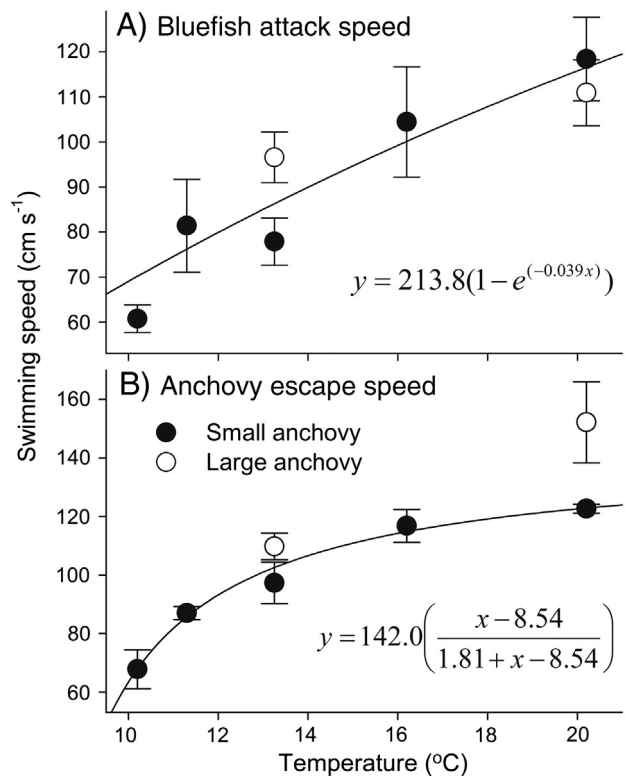 A) Bluefish attack speed
120
110
100
90
80
70
60
y = 213.8(1 − e^(−0.039x))
Swimming speed (cm s⁻¹)
B) Anchovy escape speed
160
140
120
100
80
60
Small anchovy
Large anchovy
y = 142.0((x − 8.54)/(1.81 + x − 8.54))
10 12 14 16 18 20
Temperature (°C)